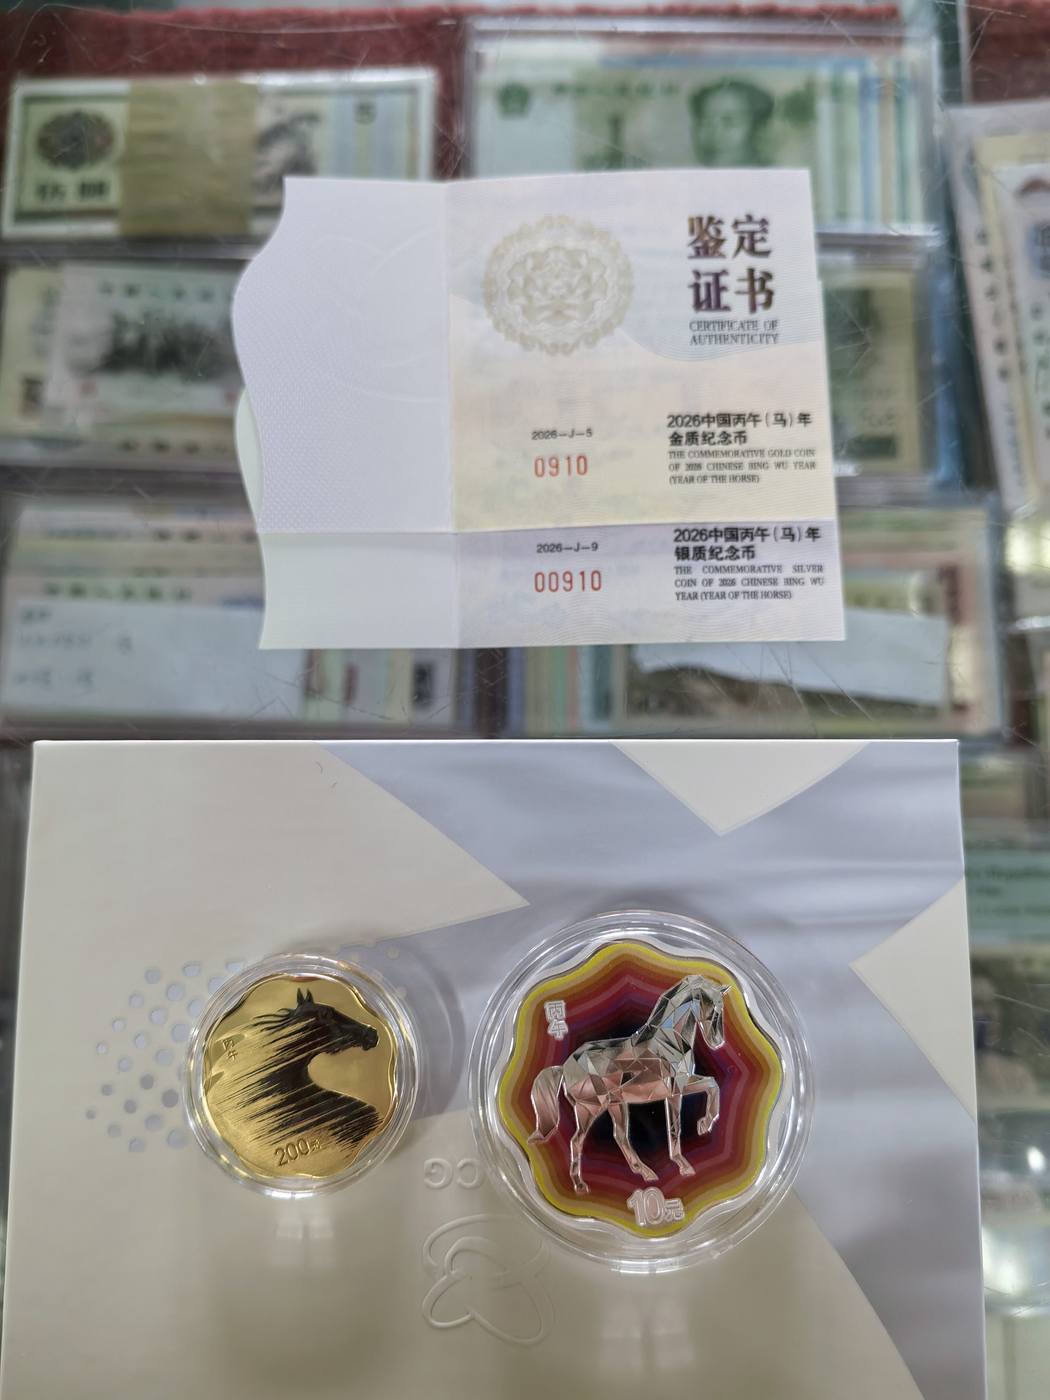 鉴定
证书
CERTIFICATE OF
AUTHENTICITY
2026-J-5
0910
2026中国丙午(马)年
金质纪念币
THE COMMEMORATIVE GOLD COIN
OF 2026 CHINESE BING WU YEAR
(YEAR OF THE HORSE)
2026-J-9
00910
2026中国丙午(马)年
银质纪念币
THE COMMEMORATIVE SILVER
COIN OF 2026 CHINESE BING WU
YEAR (YEAR OF THE HORSE)
丙午
200元
丙午
10元